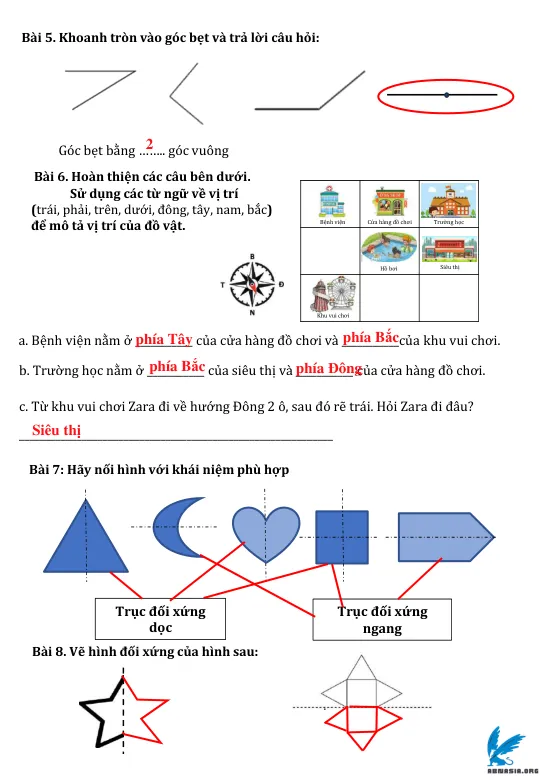 Bài 5. Khoanh tròn vào góc bẹt và trả lời câu hỏi:
Góc bẹt bằng ...2..... góc vuông
Bài 6. Hoàn thiện các câu bên dưới.
Sử dụng các từ ngữ về vị trí
(trái, phải, trên, dưới, đông, tây, nam, bắc)
để mô tả vị trí của đồ vật.
Bệnh viện Cửa hàng đồ chơi Trường học
Hồ bơi Siêu thị
Khu vui chơi
B
T Đ
N
a. Bệnh viện nằm ở phía Tây của cửa hàng đồ chơi và phía Bắc của khu vui chơi.
b. Trường học nằm ở phía Bắc của siêu thị và phía Đông của cửa hàng đồ chơi.
c. Từ khu vui chơi Zara đi về hướng Đông 2 ô, sau đó rẽ trái. Hỏi Zara đi đâu?
Siêu thị
Bài 7: Hãy nối hình với khái niệm phù hợp
Trục đối xứng dọc
Trục đối xứng ngang
Bài 8. Vẽ hình đối xứng của hình sau:
ABMASIA.ORG